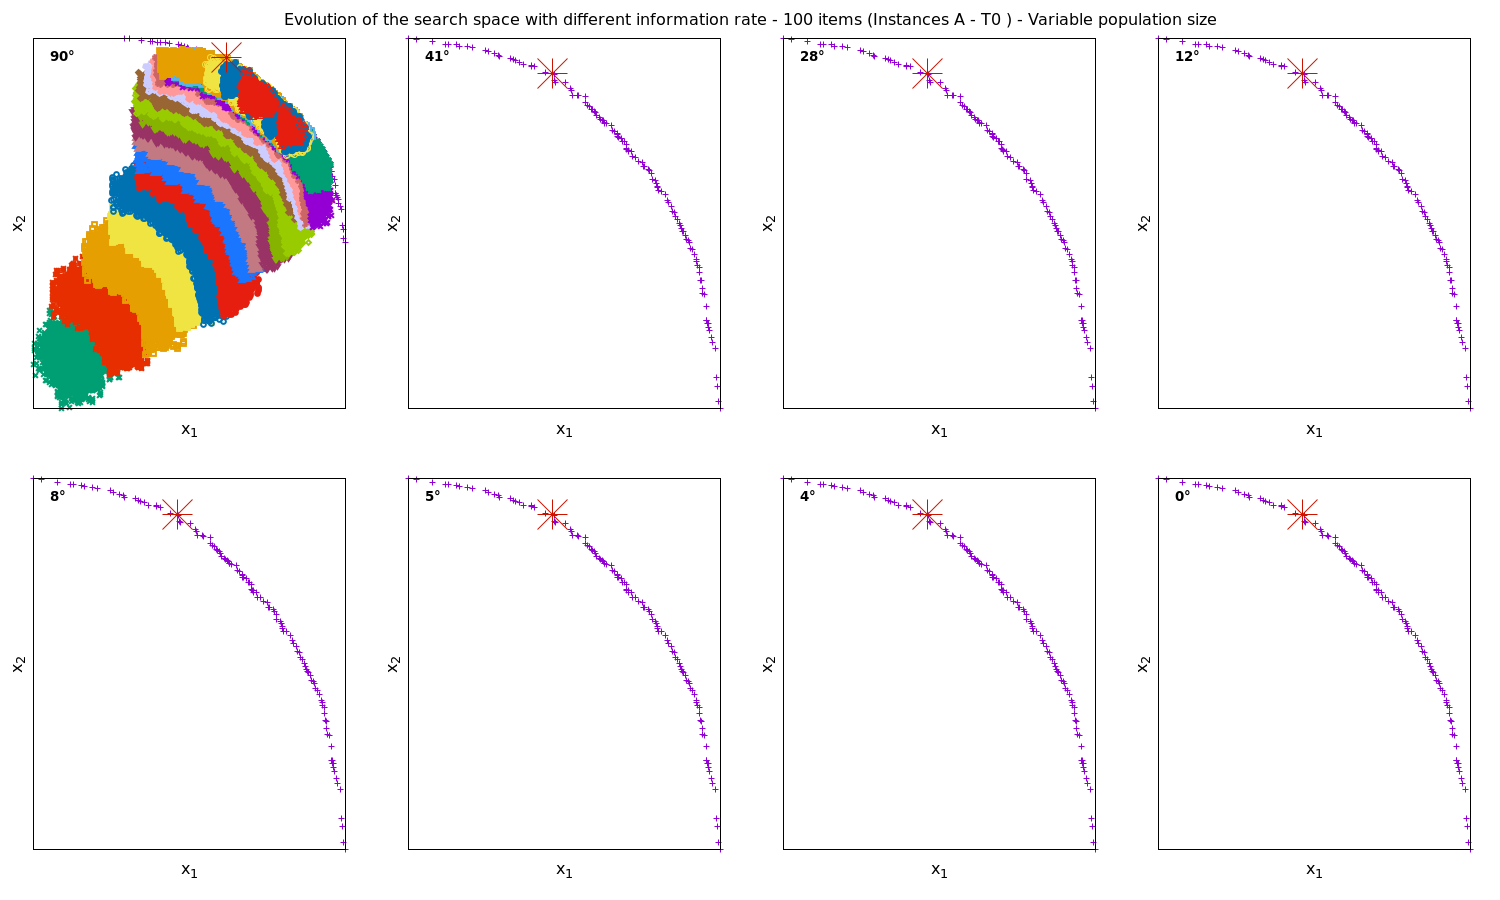 Evolution of the search space with different information rate - 100 items (Instances A - T0 ) - Variable population size
90°
41°
28°
12°
x2
x2
x2
x2
x1
x1
x1
x1
8°
5°
4°
0°
x2
x2
x2
x2
x1
x1
x1
x1